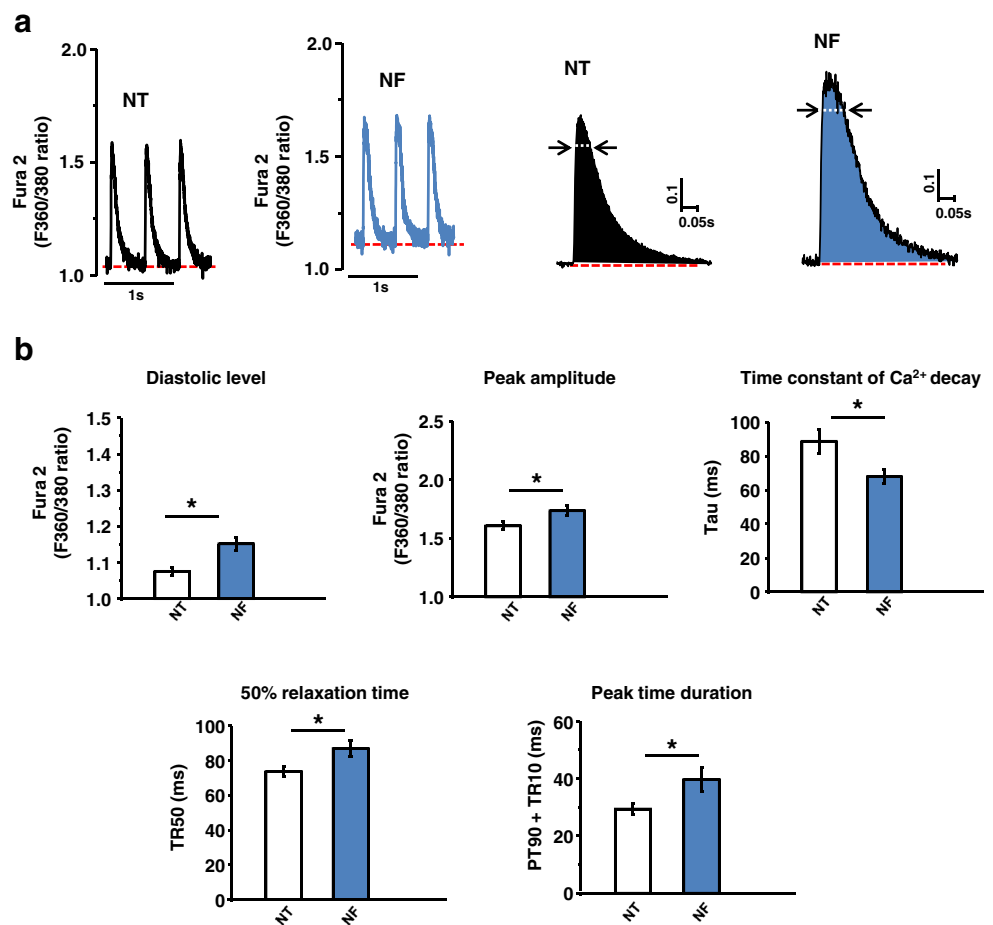 a
2.0
1.5
1.0
Fura 2
(F360/380 ratio)
NT
1s
2.0
1.5
1.0
Fura 2
(F360/380 ratio)
NF
1s
NT
0.1
0.05s
NF
0.1
0.05s
b
Diastolic level
1.5
1.4
1.3
1.2
1.1
1.0
Fura 2
(F360/380 ratio)
*
NT
NF
Peak amplitude
2.5
2.0
1.5
1.0
Fura 2
(F360/380 ratio)
*
NT
NF
Time constant of Ca²⁺ decay
100
80
60
40
20
0
Tau (ms)
*
NT
NF
50% relaxation time
100
80
60
40
20
0
TR50 (ms)
*
NT
NF
Peak time duration
60
40
30
20
0
PT90 + TR10 (ms)
*
NT
NF